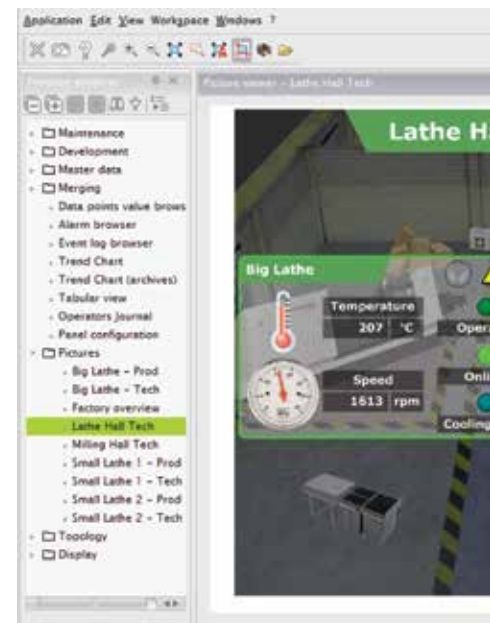 Application Edit View Workspace Windows ?
Picture viewer - Lathe Hall Tech
Maintenance
Development
Master data
Merging
Data points value brows
Alarm browser
Event log browser
Trend Chart
Trend Chart (archives)
Tabular view
Operators Journal
Panel configuration
Pictures
Big Lathe - Prod
Big Lathe - Tech
Factory overview
Lathe Hall Tech
Milling Hall Tech
Small Lathe 1 - Prod
Small Lathe 1 - Tech
Small Lathe 2 - Prod
Small Lathe 2 - Tech
Topology
Display
Lathe Ha
Big Lathe
Temperature
207 °C
Speed
1613 rpm
Opera
Onli
Cooling